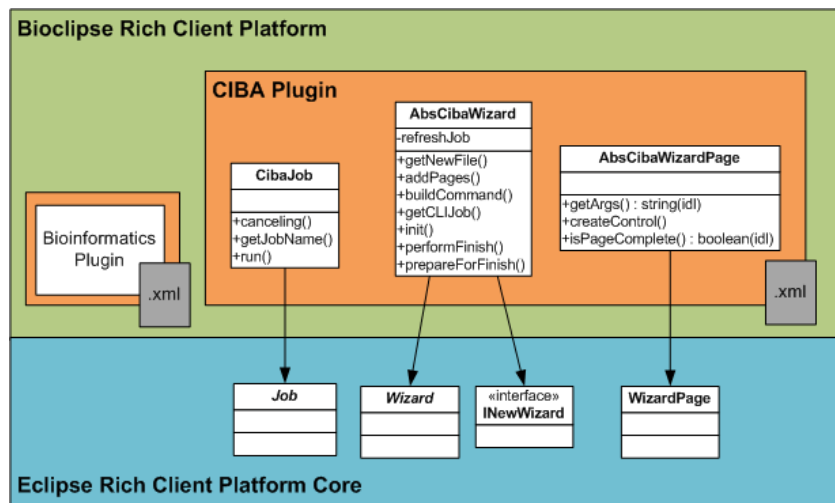 Bioclipse Rich Client Platform
CIBA Plugin
AbsCibaWizard
-refreshJob
+getNewFile()
+addPages()
+buildCommand()
+getCLIJob()
+init()
+performFinish()
+prepareForFinish()
CibaJob
+canceling()
+getJobName()
+run()
AbsCibaWizardPage
+getArgs() : string(idl)
+createControl()
+isPageComplete() : boolean(idl)
Bioinformatics
Plugin
.xml
.xml
Job
Wizard
«interface»
INewWizard
WizardPage
Eclipse Rich Client Platform Core